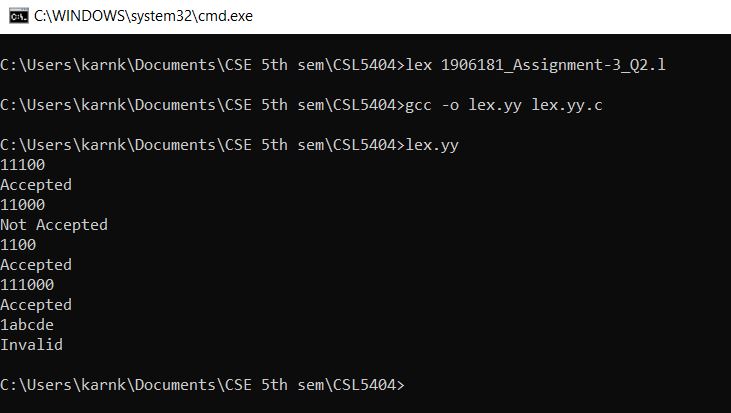 C:\WINDOWS\system32\cmd.exe
C:\Users\karnk\Documents\CSE 5th sem\CSL5404>lex 1906181_Assignment-3_Q2.l
C:\Users\karnk\Documents\CSE 5th sem\CSL5404>gcc -o lex.yy lex.yy.c
C:\Users\karnk\Documents\CSE 5th sem\CSL5404>lex.yy
11100
Accepted
11000
Not Accepted
1100
Accepted
111000
Accepted
1abcde
Invalid
C:\Users\karnk\Documents\CSE 5th sem\CSL5404>